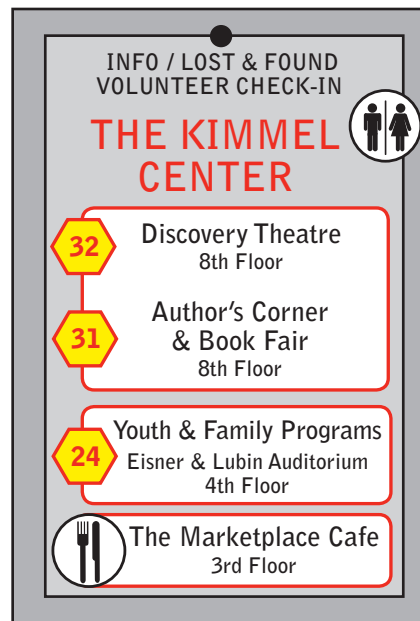 INFO / LOST & FOUND
VOLUNTEER CHECK-IN
THE KIMMEL
CENTER
32
Discovery Theatre
8th Floor
31
Author's Corner
& Book Fair
8th Floor
24
Youth & Family Programs
Eisner & Lubin Auditorium
4th Floor
The Marketplace Cafe
3rd Floor